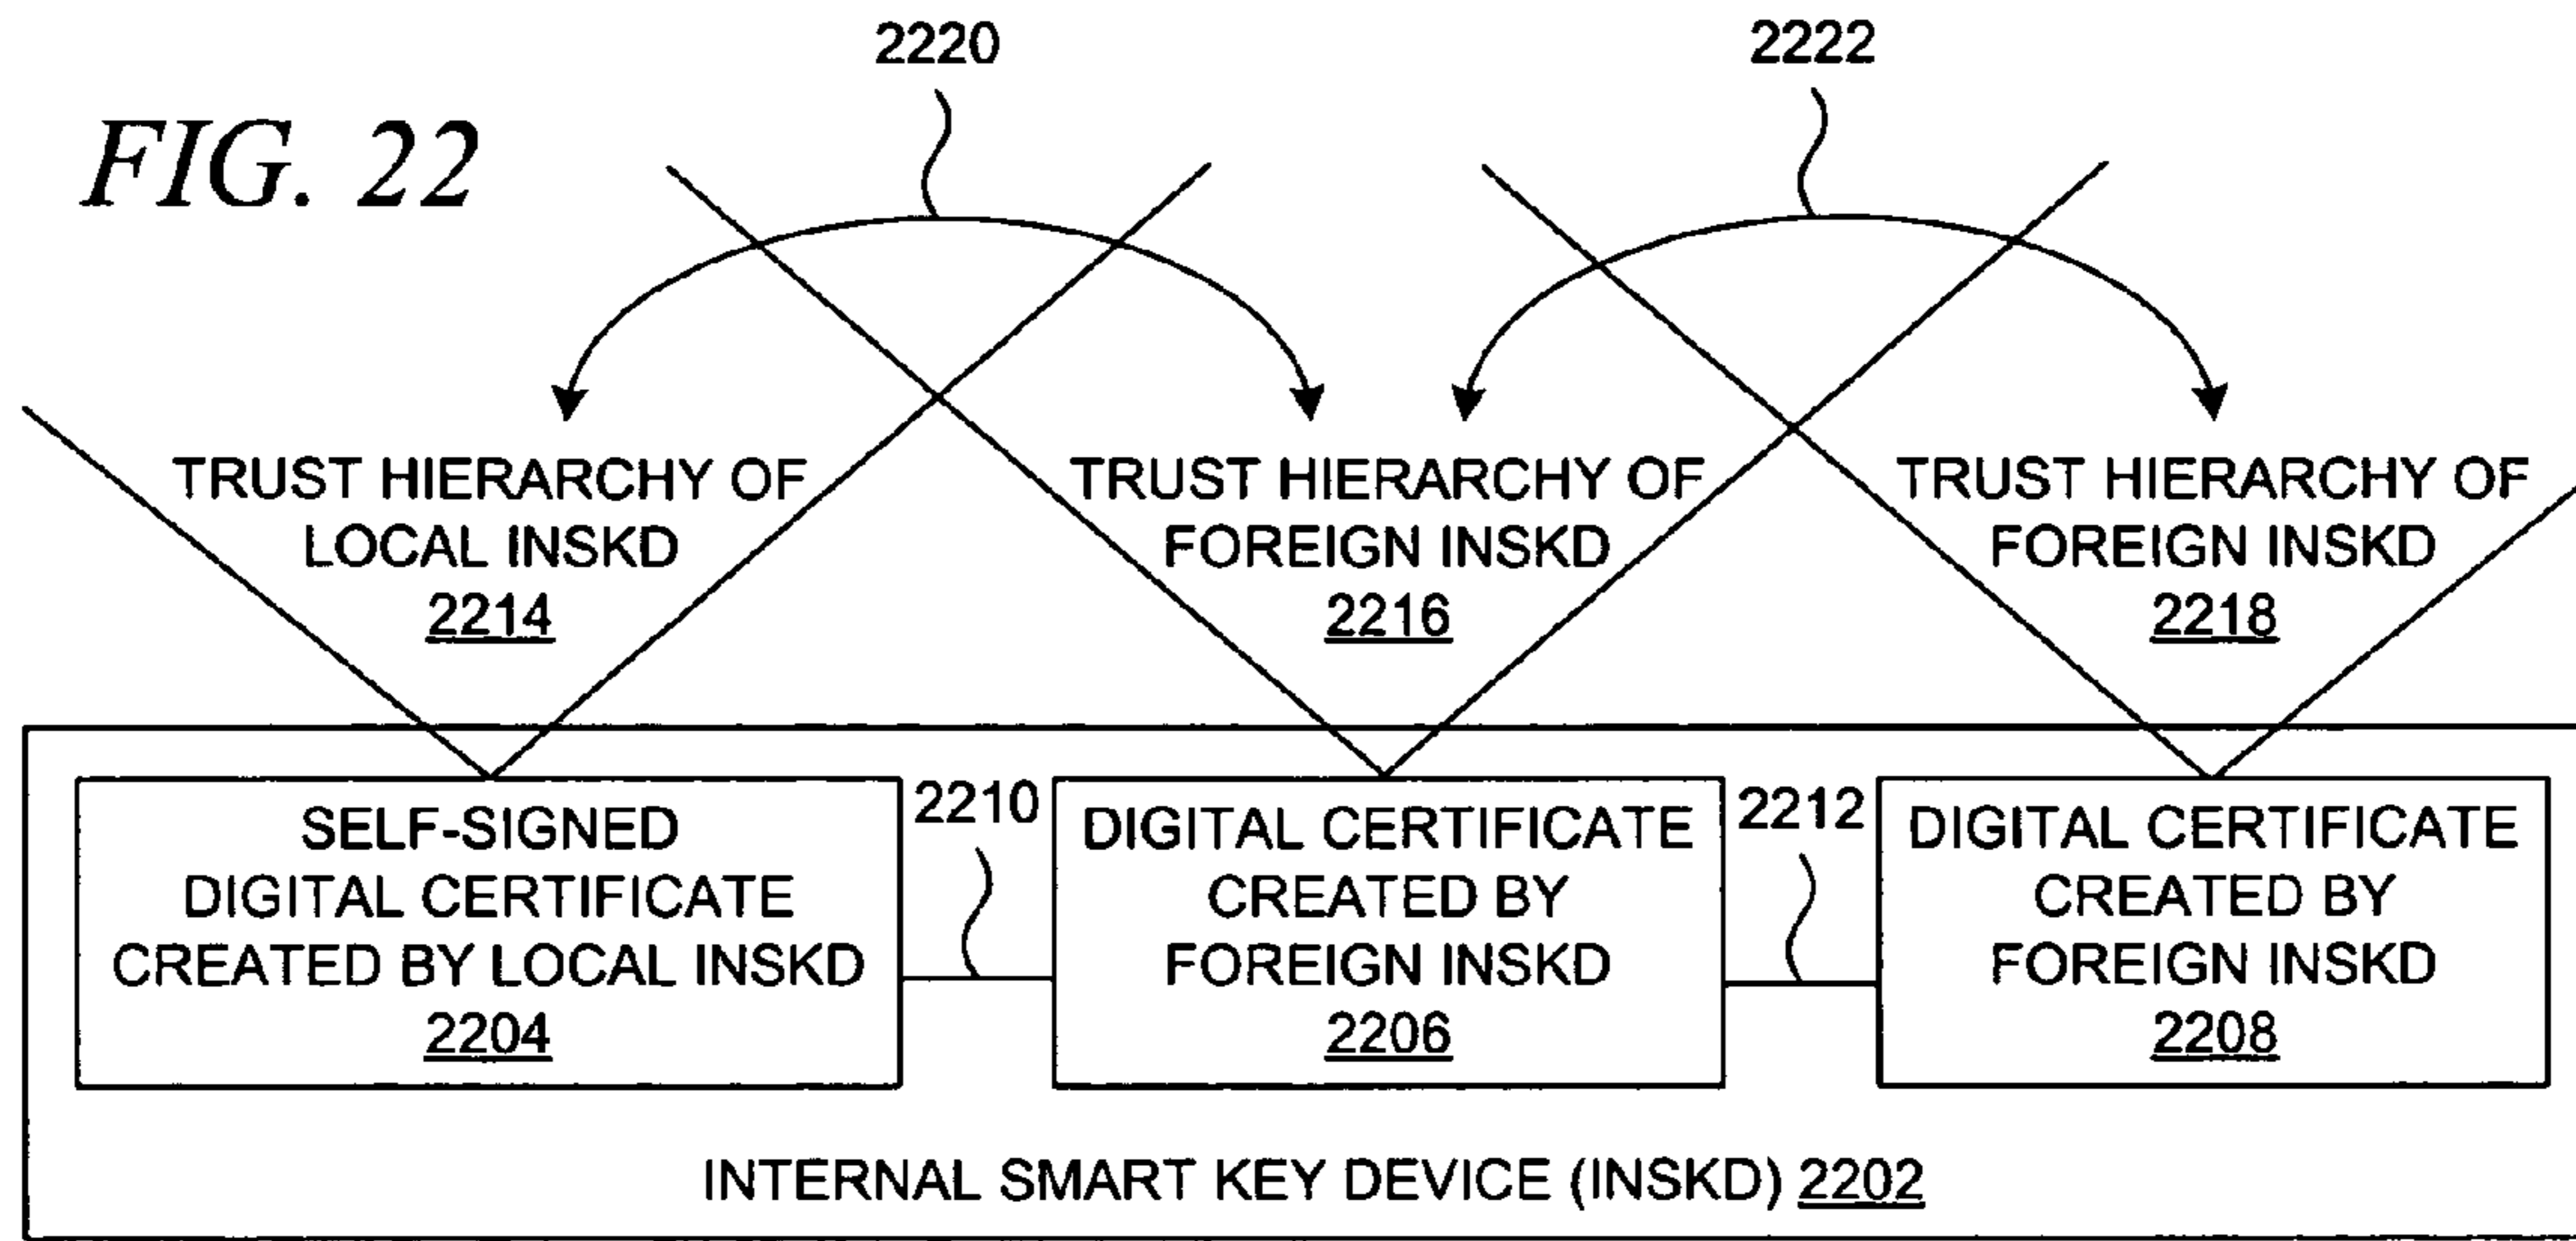 2220
2222
FIG. 22
TRUST HIERARCHY OF
LOCAL INSKD
2214
TRUST HIERARCHY OF
FOREIGN INSKD
2216
TRUST HIERARCHY OF
FOREIGN INSKD
2218
SELF-SIGNED
DIGITAL CERTIFICATE
CREATED BY LOCAL INSKD
2204
2210
DIGITAL CERTIFICATE
CREATED BY
FOREIGN INSKD
2206
2212
DIGITAL CERTIFICATE
CREATED BY
FOREIGN INSKD
2208
INTERNAL SMART KEY DEVICE (INSKD) 2202